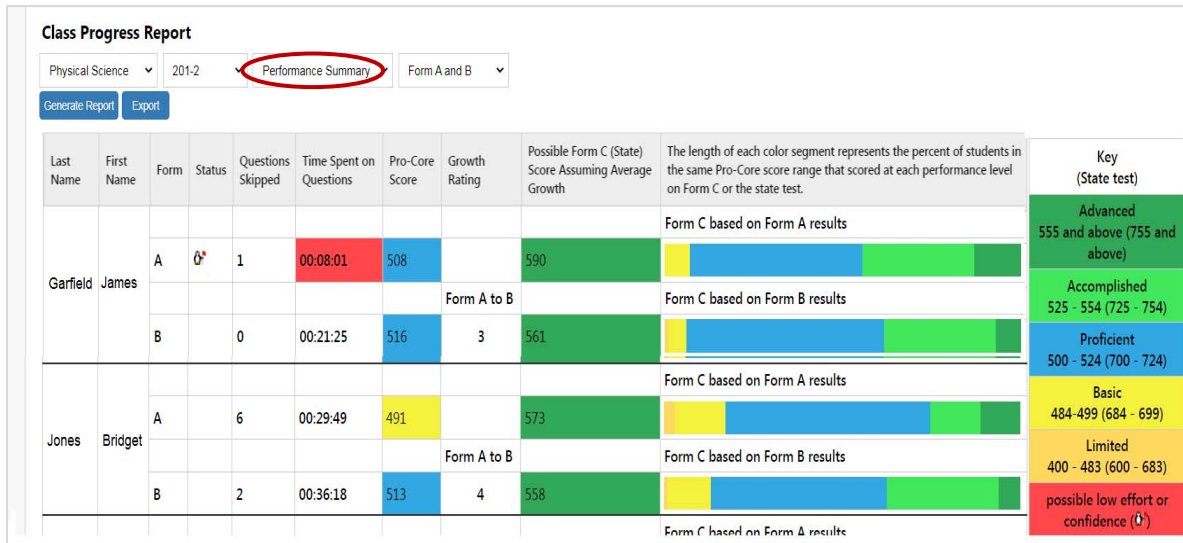 Class Progress Report
Physical Science 201-2 Performance Summary Form A and B
Generate Report Export
Last Name First Name Form Status Questions Skipped Time Spent on Questions Pro-Core Score Growth Rating Possible Form C (State) Score Assuming Average Growth The length of each color segment represents the percent of students in the same Pro-Core score range that scored at each performance level on Form C or the state test.
Form C based on Form A results
Garfield James A 1 00:08:01 508 590
Form A to B Form C based on Form B results
B 0 00:21:25 516 3 561
Form C based on Form A results
Jones Bridget A 6 00:29:49 491 573
Form A to B Form C based on Form B results
B 2 00:36:18 513 4 558
Form C based on Form A results
Key
(State test)
Advanced
555 and above (755 and
above)
Accomplished
525 - 554 (725 - 754)
Proficient
500 - 524 (700 - 724)
Basic
484-499 (684 - 699)
Limited
400 - 483 (600 - 683)
possible low effort or
confidence ( )